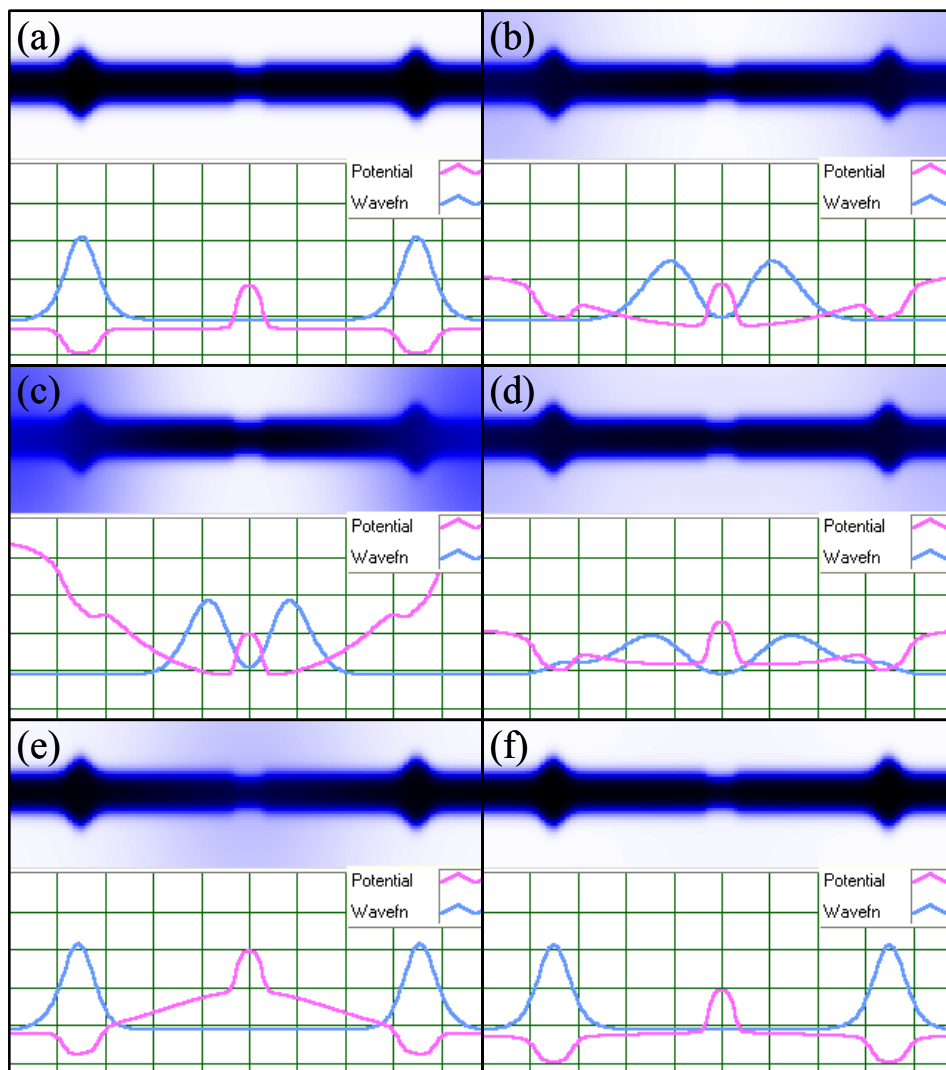 (a)
(b)
Potential
Wavefn
Potential
Wavefn
(c)
(d)
Potential
Wavefn
Potential
Wavefn
(e)
(f)
Potential
Wavefn
Potential
Wavefn